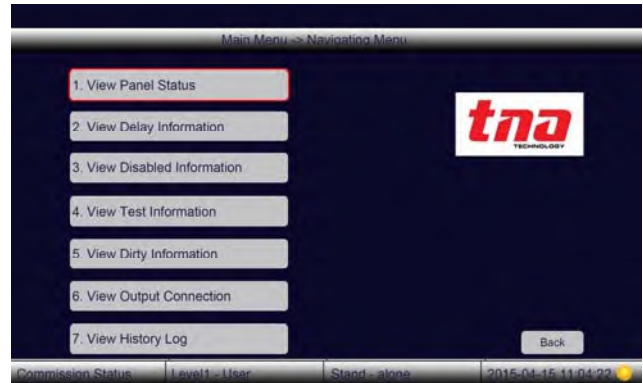 Main Menu -> Navigating Menu
1. View Panel Status
2. View Delay Information
3. View Disabled Information
4. View Test Information
5. View Dirty Information
6. View Output Connection
7. View History Log
tna
TECHNOLOGY
Back
Commission Status
Level1 - User
Stand - alone
2015-04-15 11:04:22